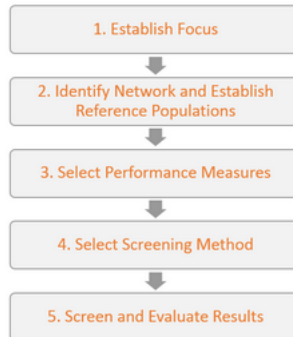 1. Establish Focus
2. Identify Network and Establish
Reference Populations
3. Select Performance Measures
4. Select Screening Method
5. Screen and Evaluate Results